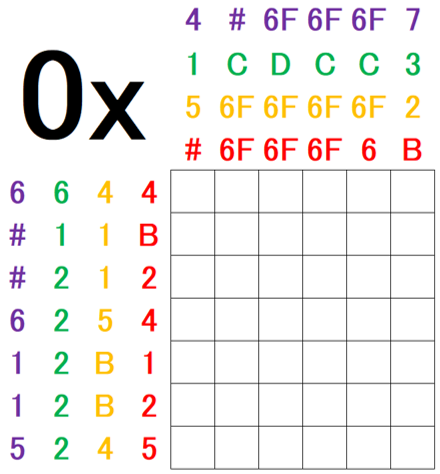 0x
4 # 6F 6F 6F 7
1 C D C C 3
5 6F 6F 6F 6F 2
# 6F 6F 6F 6 B
6 6 4 4
# 1 1 B
# 2 1 2
6 2 5 4
1 2 B 1
1 2 B 2
5 2 4 5